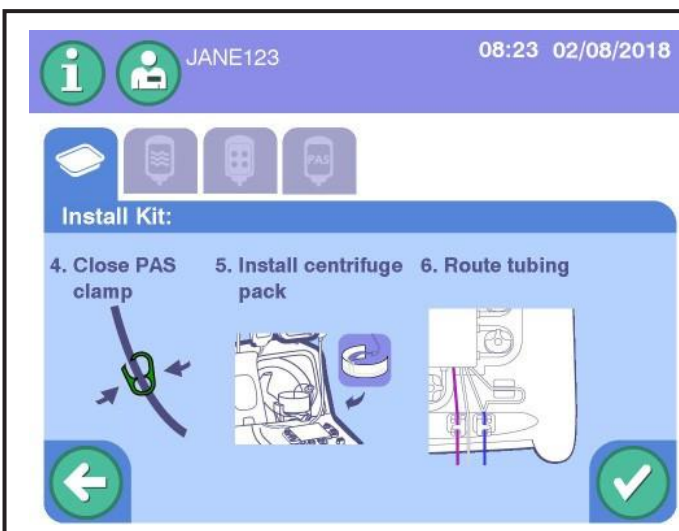 JANE123
08:23 02/08/2018
PAS
Install Kit:
4. Close PAS
clamp
5. Install centrifuge
pack
6. Route tubing